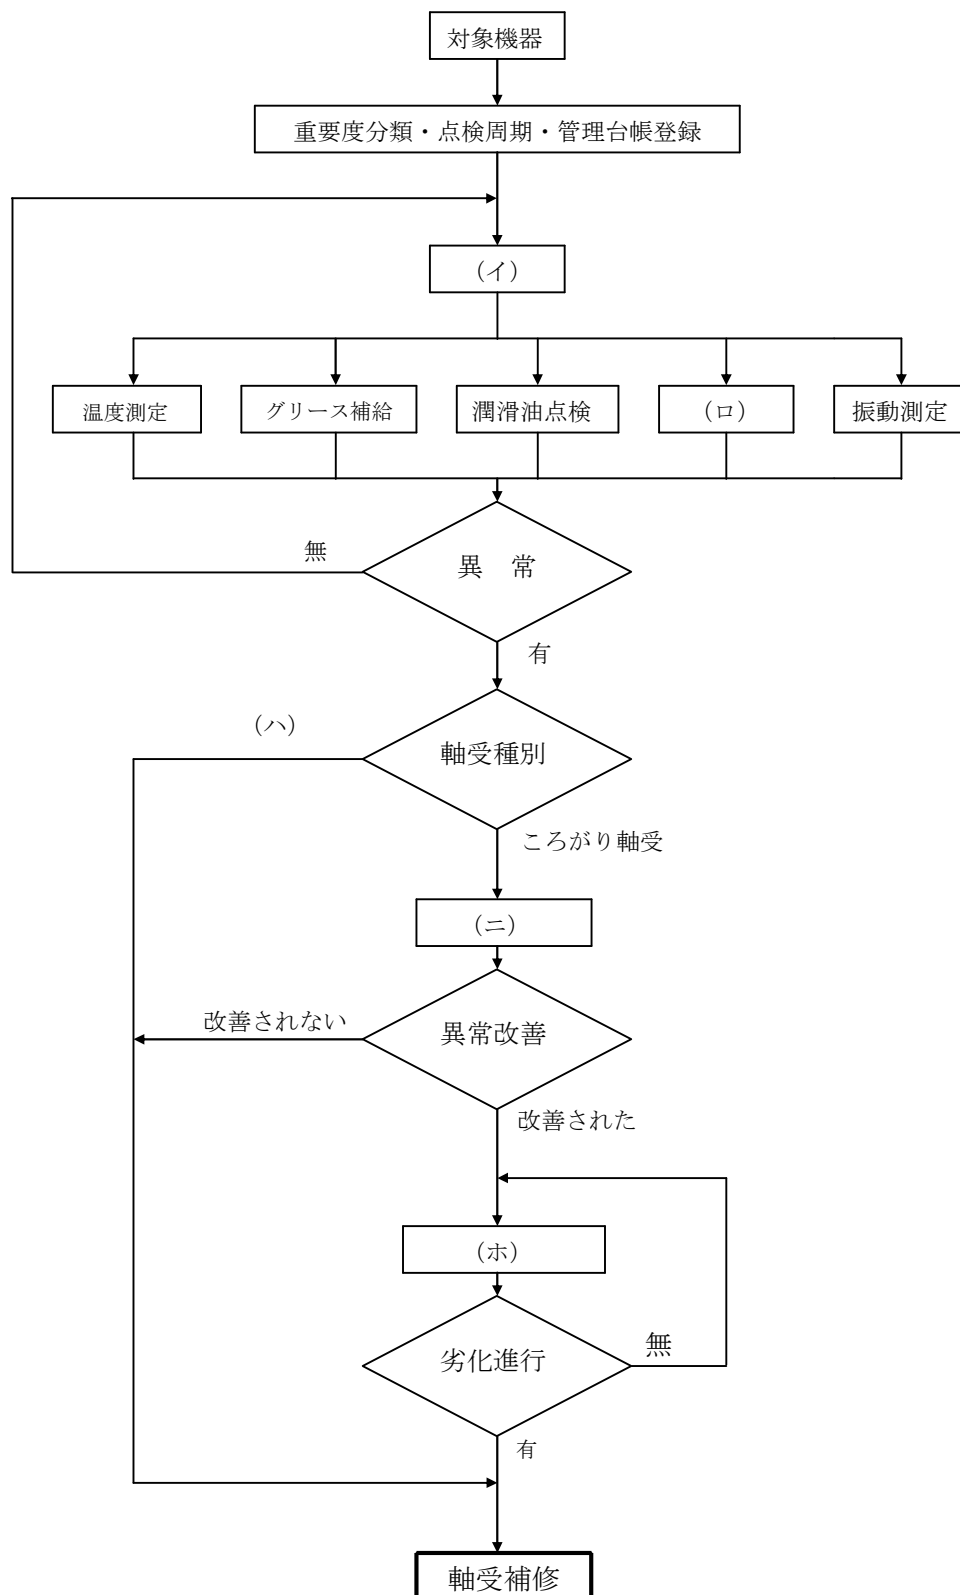 対象機器
重要度分類・点検周期・管理台帳登録
（イ）
温度測定
グリース補給
潤滑油点検
（ロ）
振動測定
異　常
無
有
（ハ）
軸受種別
ころがり軸受
（ニ）
改善されない
異常改善
改善された
（ホ）
劣化進行
無
有
軸受補修